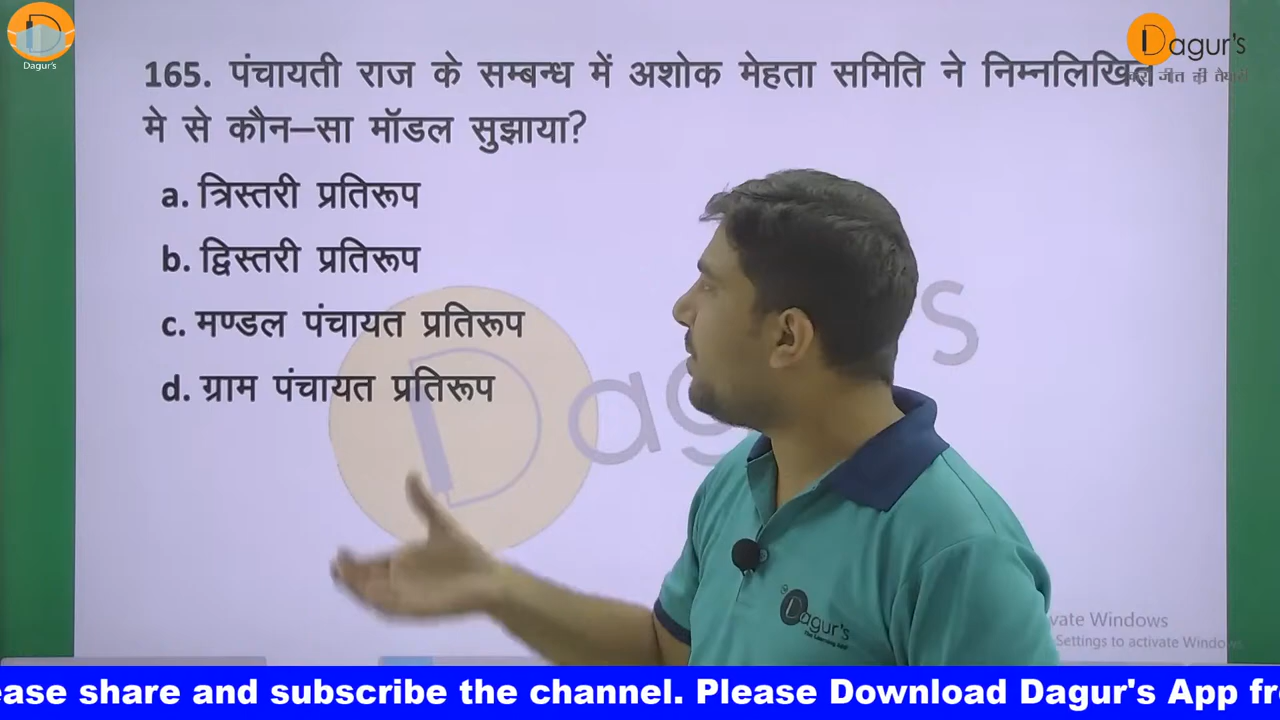 Dagur's
Dagur's
165. पंचायती राज के सम्बन्ध में अशोक मेहता समिति ने निम्नलिखित
मे से कौन–सा मॉडल सुझाया?
a. त्रिस्तरी प्रतिरूप
b. द्विस्तरी प्रतिरूप
c. मण्डल पंचायत प्रतिरूप
d. ग्राम पंचायत प्रतिरूप
Dag s
Dagur's
vate Windows
Settings to activate Windows.
ease share and subscribe the channel. Please Download Dagur's App fr